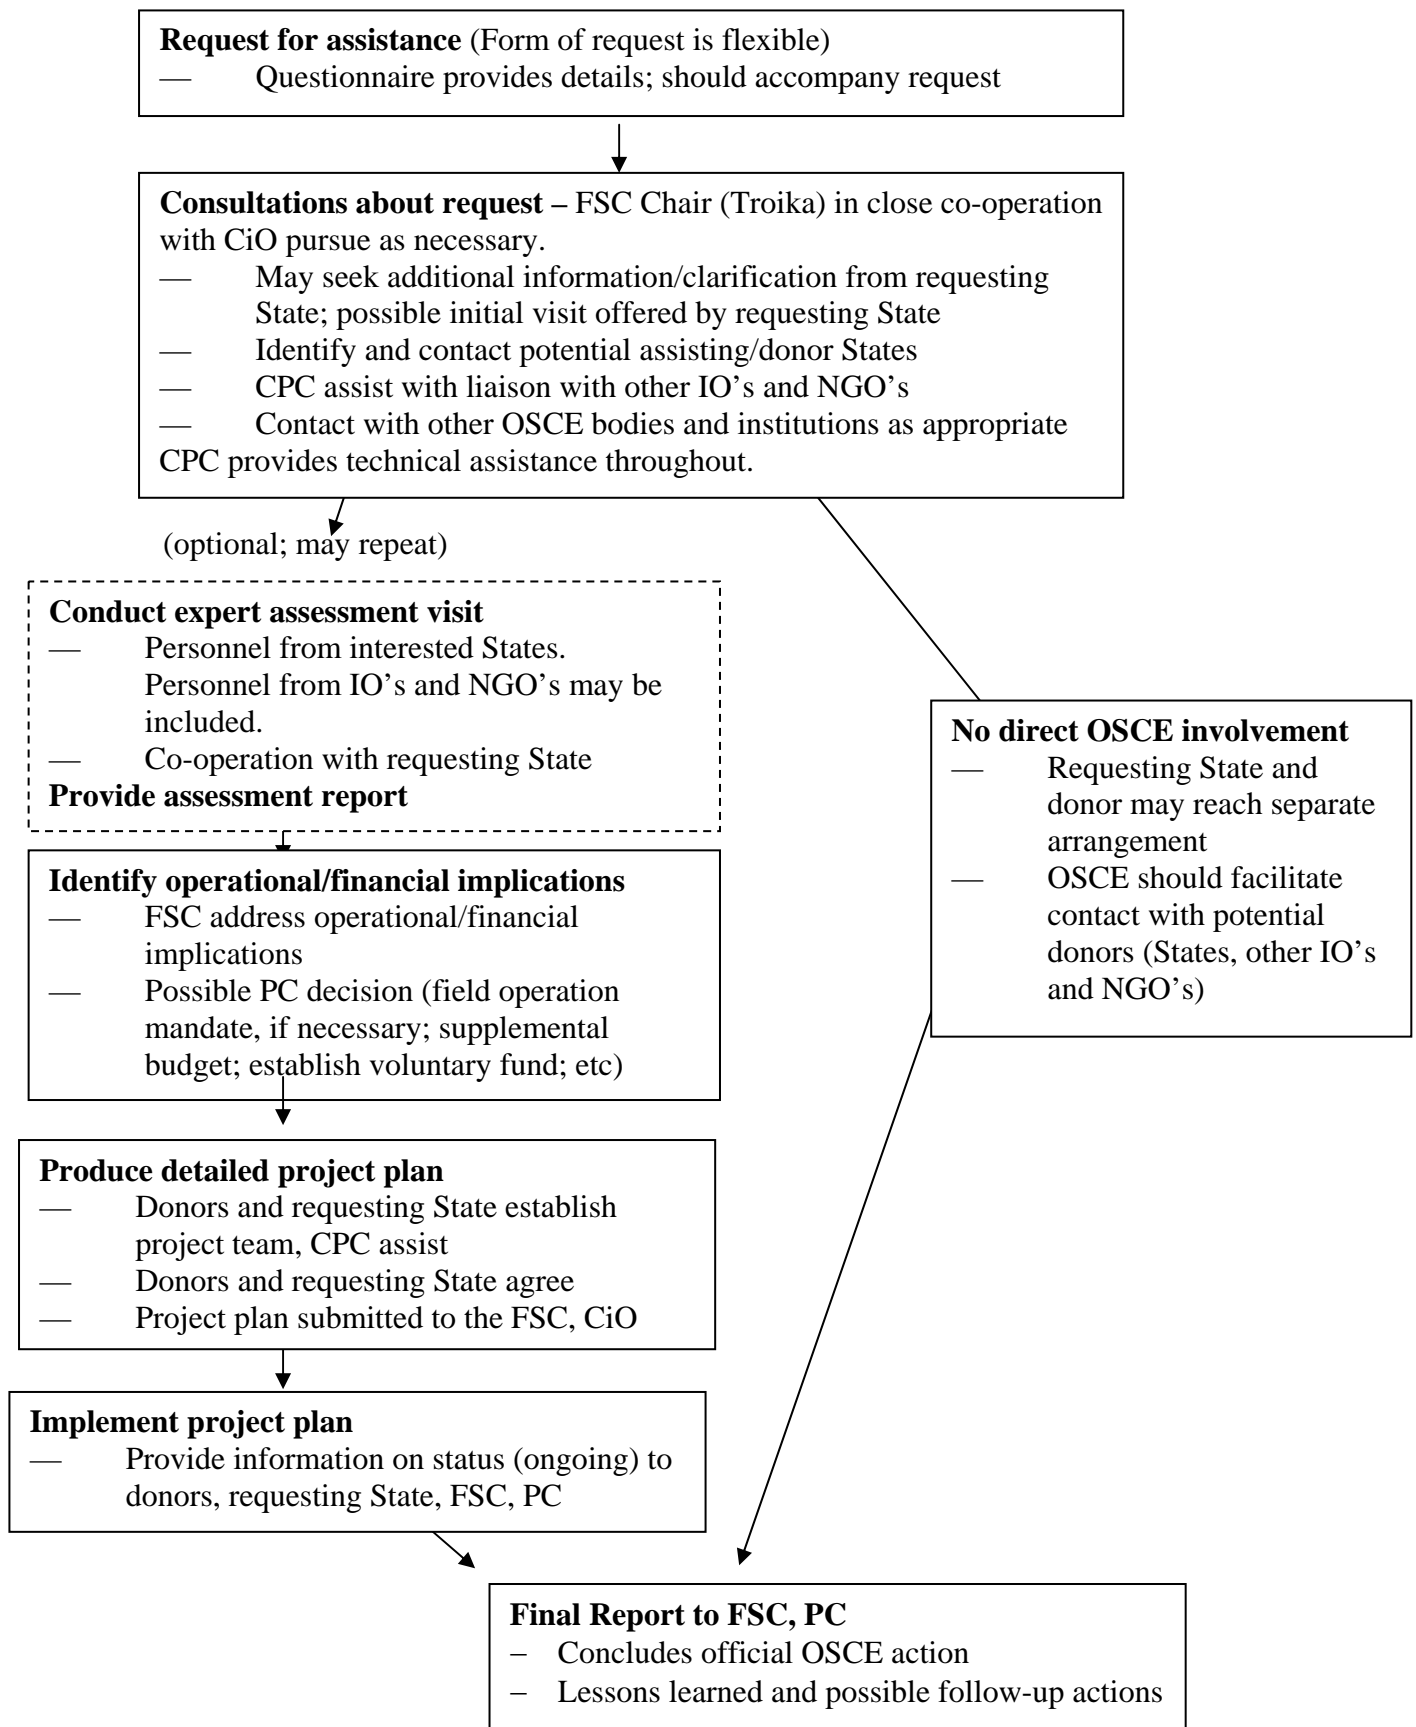 Request for assistance (Form of request is flexible)
— Questionnaire provides details; should accompany request
Consultations about request – FSC Chair (Troika) in close co-operation
with CiO pursue as necessary.
— May seek additional information/clarification from requesting
State; possible initial visit offered by requesting State
— Identify and contact potential assisting/donor States
— CPC assist with liaison with other IO’s and NGO’s
— Contact with other OSCE bodies and institutions as appropriate
CPC provides technical assistance throughout.
(optional; may repeat)
Conduct expert assessment visit
— Personnel from interested States.
Personnel from IO’s and NGO’s may be
included.
— Co-operation with requesting State
Provide assessment report
No direct OSCE involvement
— Requesting State and
donor may reach separate
arrangement
— OSCE should facilitate
contact with potential
donors (States, other IO’s
and NGO’s)
Identify operational/financial implications
— FSC address operational/financial
implications
— Possible PC decision (field operation
mandate, if necessary; supplemental
budget; establish voluntary fund; etc)
Produce detailed project plan
— Donors and requesting State establish
project team, CPC assist
— Donors and requesting State agree
— Project plan submitted to the FSC, CiO
Implement project plan
— Provide information on status (ongoing) to
donors, requesting State, FSC, PC
Final Report to FSC, PC
– Concludes official OSCE action
– Lessons learned and possible follow-up actions